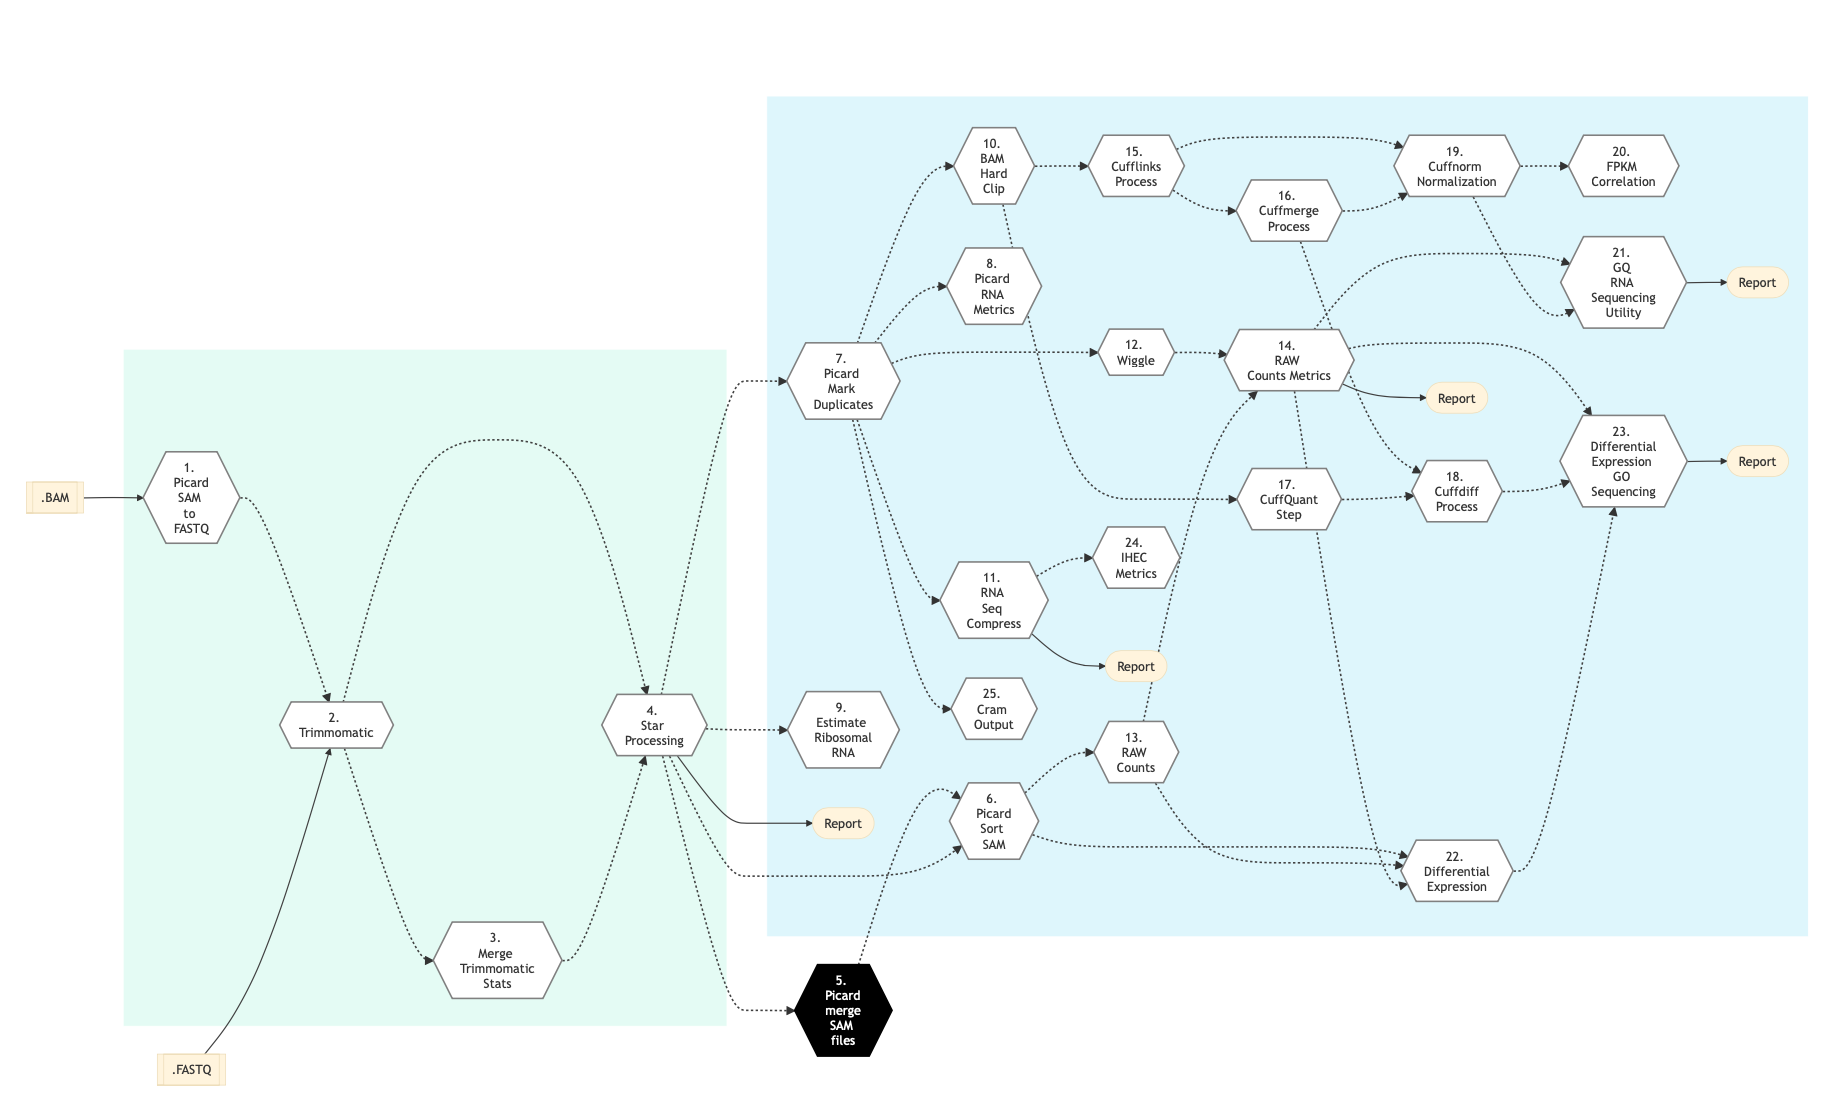 .BAM
.FASTQ
1.
Picard
SAM
to
FASTQ
2.
Trimmomatic
3.
Merge
Trimmomatic
Stats
4.
Star
Processing
5.
Picard
merge
SAM
files
7.
Picard
Mark
Duplicates
9.
Estimate
Ribosomal
RNA
Report
10.
BAM
Hard
Clip
8.
Picard
RNA
Metrics
11.
RNA
Seq
Compress
25.
Cram
Output
6.
Picard
Sort
SAM
15.
Cufflinks
Process
12.
Wiggle
24.
IHEC
Metrics
Report
13.
RAW
Counts
16.
Cuffmerge
Process
14.
RAW
Counts Metrics
17.
CuffQuant
Step
19.
Cuffnorm
Normalization
Report
18.
Cuffdiff
Process
22.
Differential
Expression
20.
FPKM
Correlation
21.
GQ
RNA
Sequencing
Utility
23.
Differential
Expression
GO
Sequencing
Report
Report